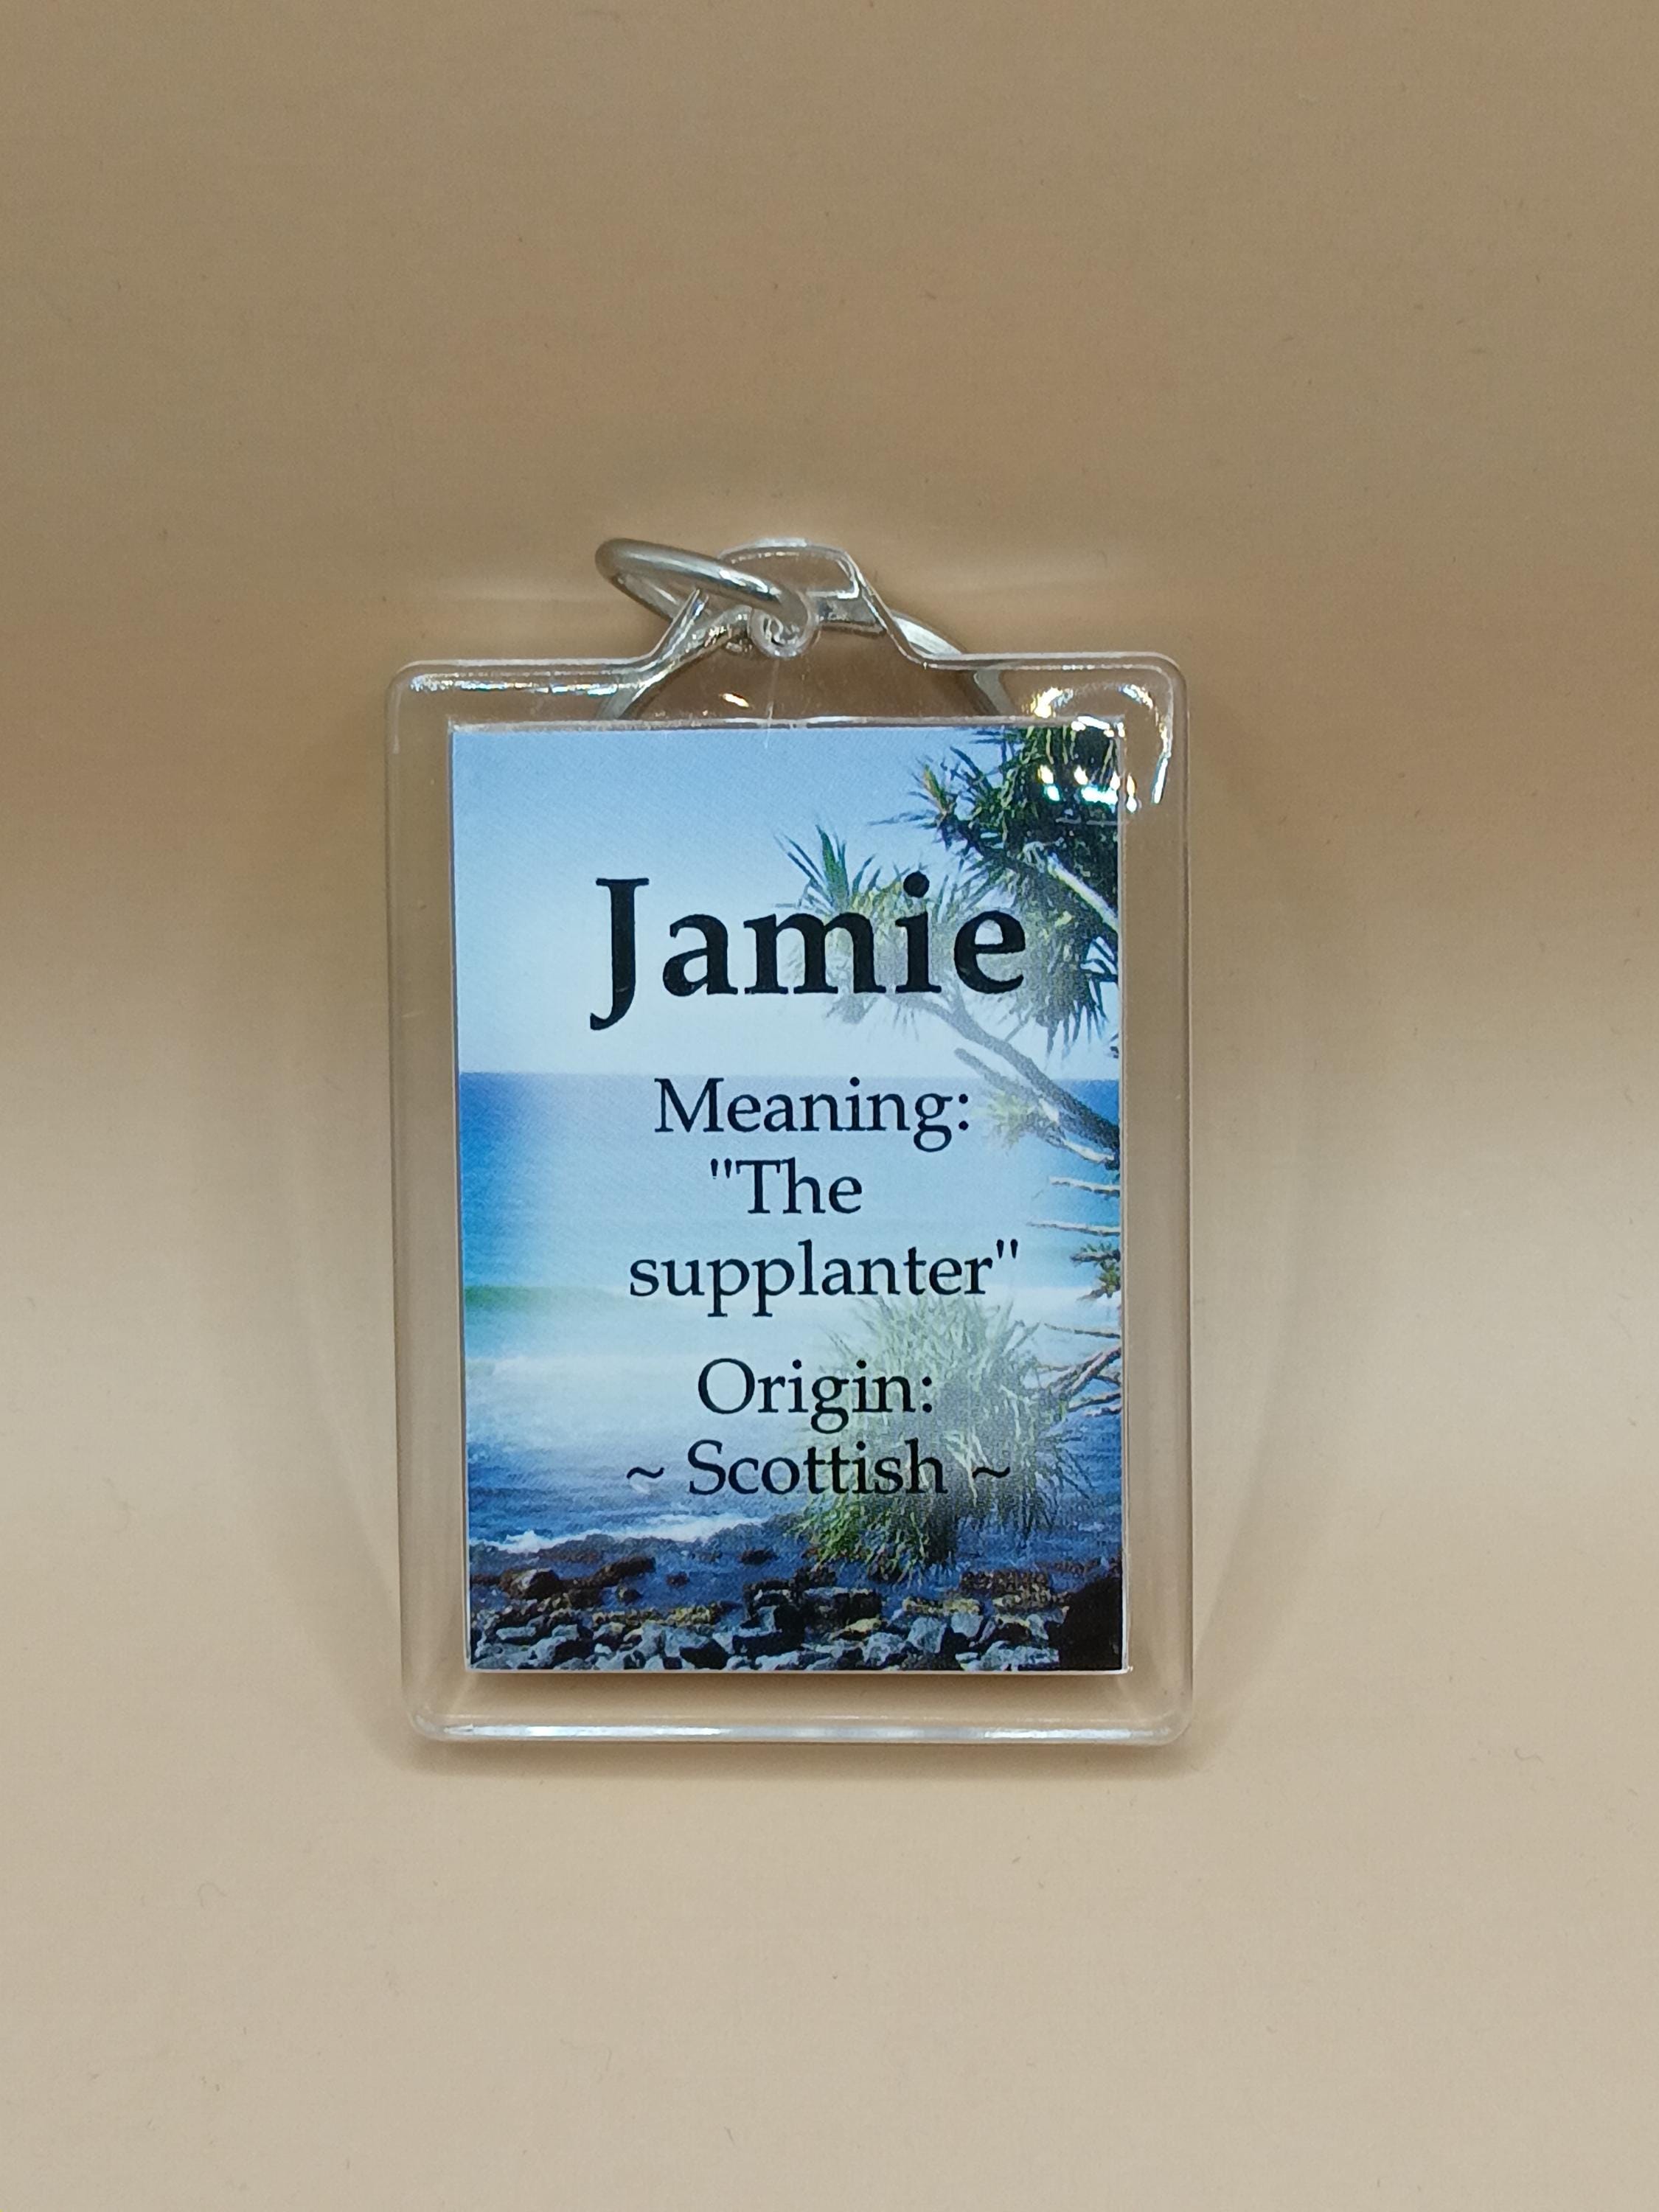 Jamie
Meaning:
"The
supplanter"
Origin:
~ Scottish ~